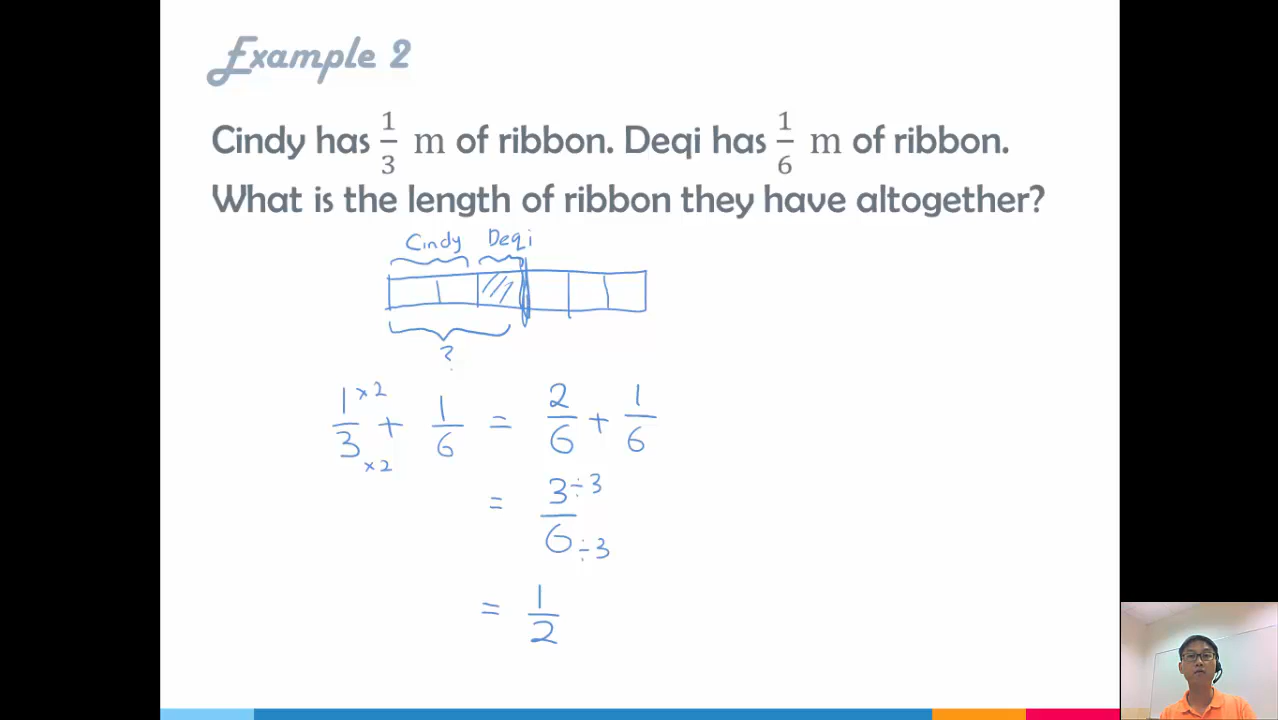 Example 2
Cindy has 1/3 m of ribbon. Deqi has 1/6 m of ribbon.
What is the length of ribbon they have altogether?
Cindy Deqi
?
1×2/3×2 + 1/6 = 2/6 + 1/6
= 3÷3/6÷3
= 1/2